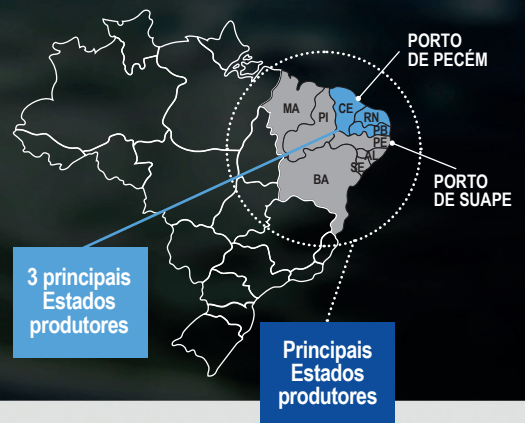 PORTO
DE PECÉM
MA
PI
CE
RN
PB
PE
AL
SE
BA
PORTO
DE SUAPE
3 principais
Estados
produtores
Principais
Estados
produtores